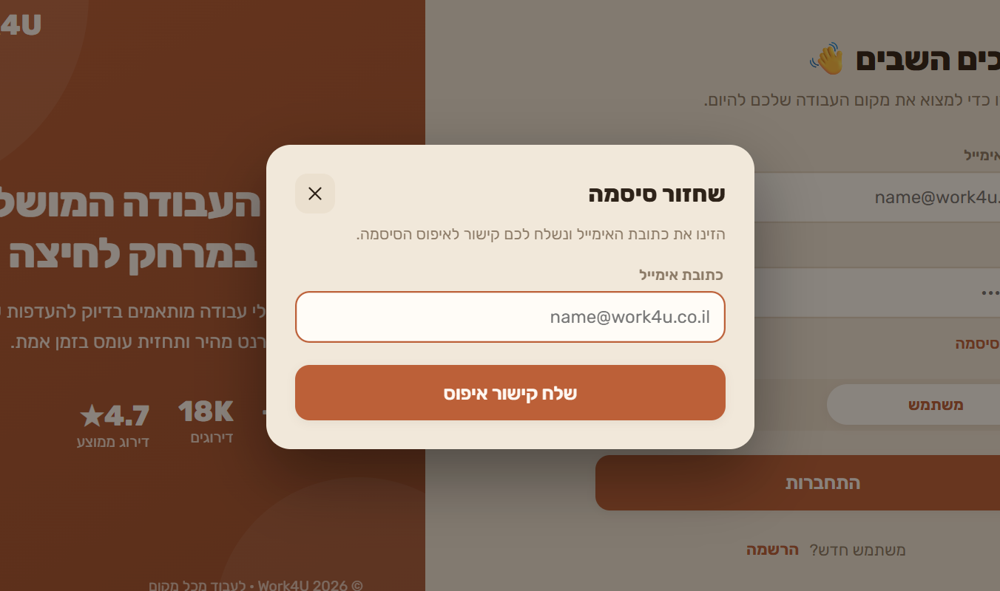 4U
כים השבים 👋
כדי למצוא את מקום העבודה שלכם להיום.
אימייל
name@work4u.
•••
סיסמה
משתמש
התחברות
משתמש חדש? הרשמה
שחזור סיסמה
הזינו את כתובת האימייל ונשלח לכם קישור לאיפוס הסיסמה.
כתובת אימייל
name@work4u.co.il
שלח קישור איפוס
העבודה המושל
במרחק לחיצה
לי עבודה מותאמים בדיוק להעדפות
רנט מהיר ותחזית עומס בזמן אמת.
18K
דירוגים
4.7★
דירוג ממוצע
© 2026 Work4U • לעבוד מכל מקום